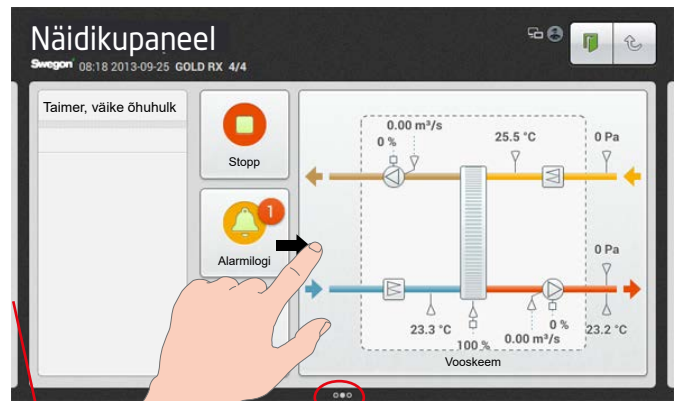 Näidikupaneel
Swegon 08:18 2013-09-25 GOLD RX 4/4
Taimer, väike õhuhulk
Stopp
1
Alarmilogi
0.00 m³/s
0 %
25.5 °C
0 Pa
0 Pa
23.3 °C
100 %
0.00 m³/s
0 %
23.2 °C
Vooskeem